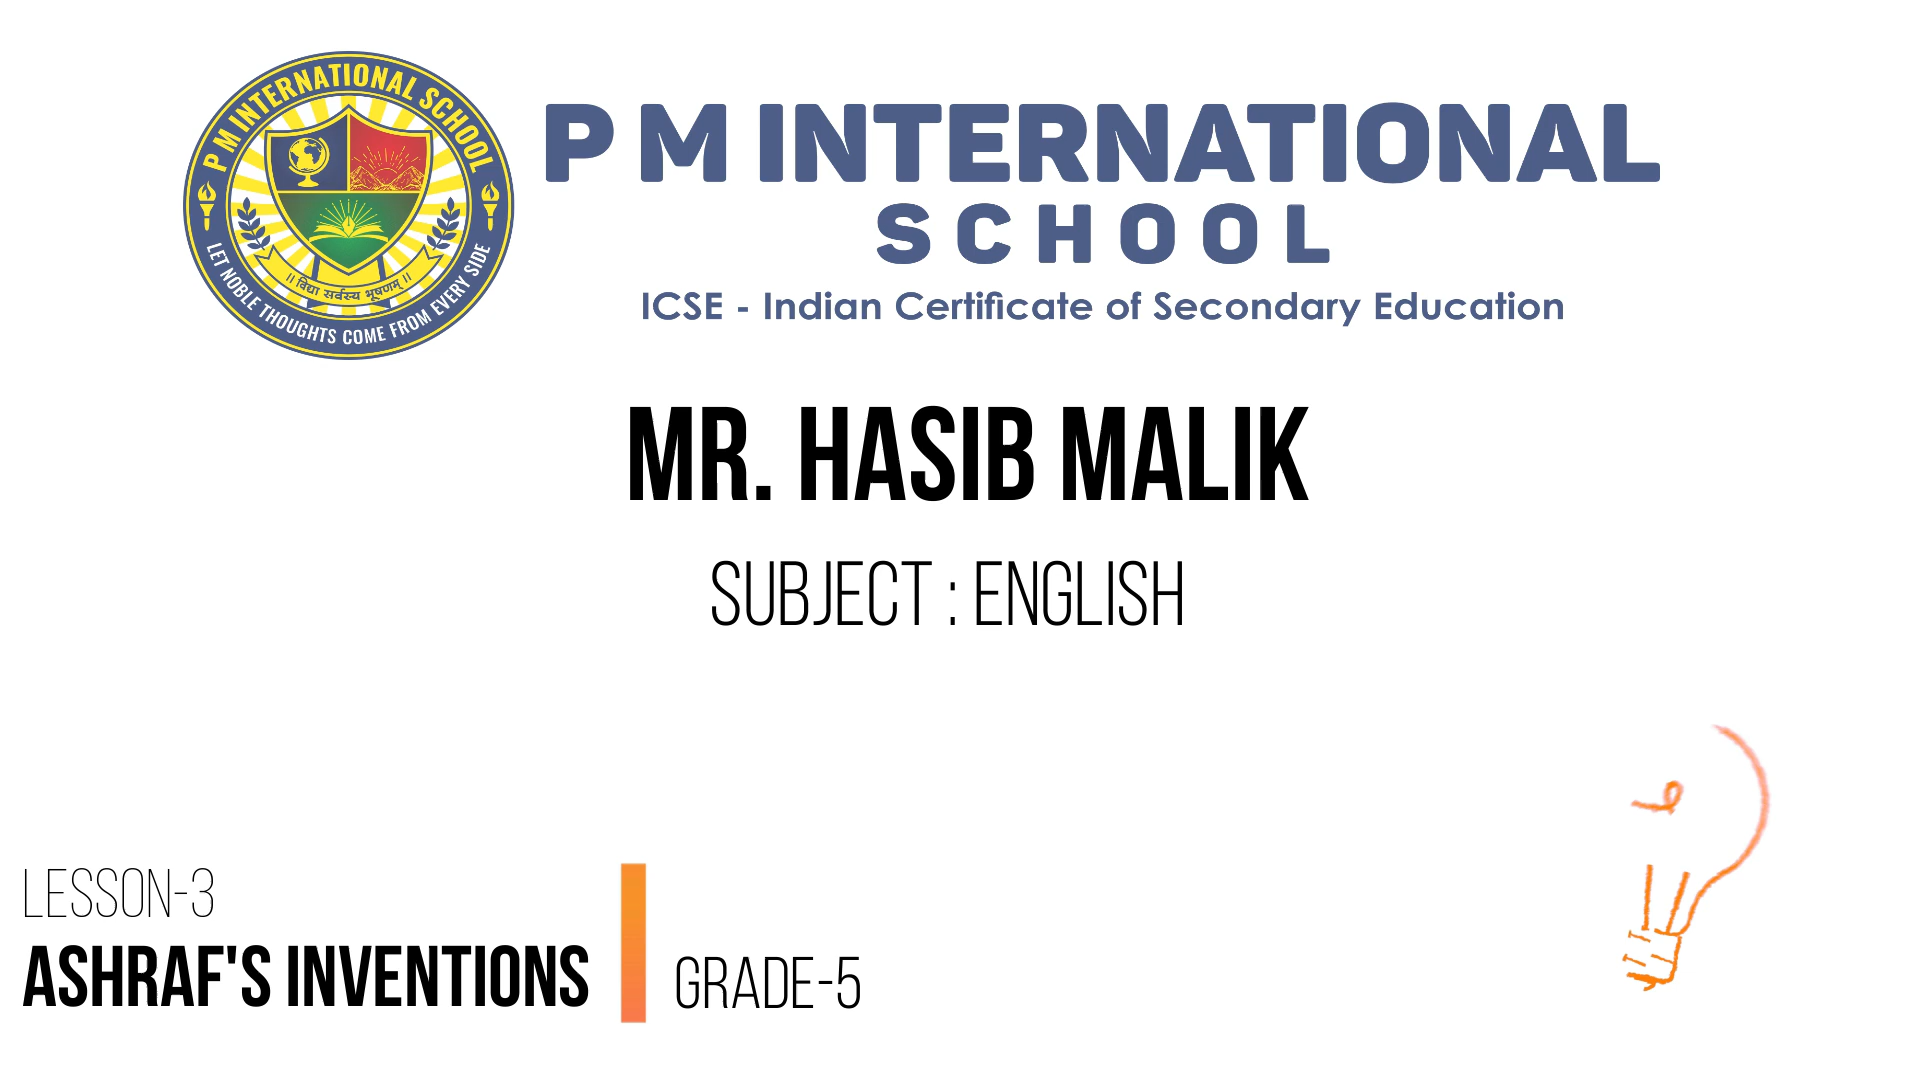 P M INTERNATIONAL SCHOOL
।। विद्या सर्वस्य भूषणम् ।।
LET NOBLE THOUGHTS COME FROM EVERY SIDE
P M INTERNATIONAL
SCHOOL
ICSE - Indian Certificate of Secondary Education
MR. HASIB MALIK
SUBJECT : ENGLISH
LESSON-3
ASHRAF'S INVENTIONS
GRADE-5